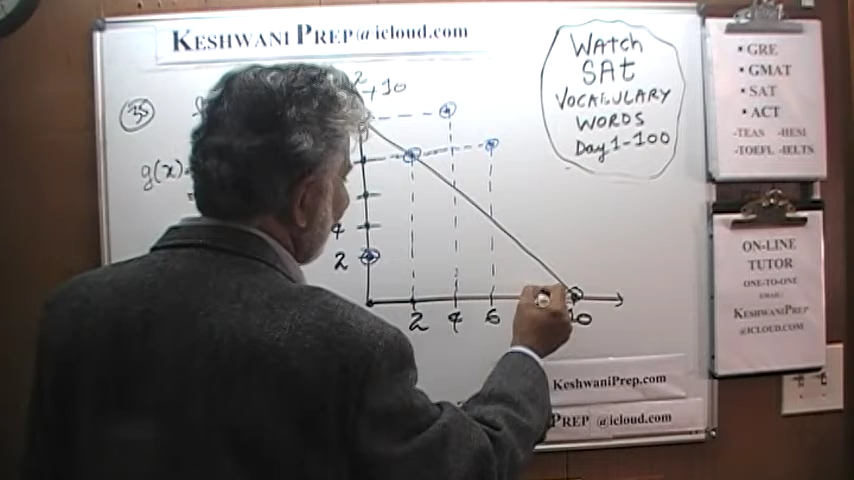 KESHWANI PREP@icloud.com
35
2
+10
g(x)
4
2
2 4 6 10
WATCH
SAT
VOCABULARY
WORDS
Day 1-100
• GRE
• GMAT
• SAT
• ACT
-TEAS -HESI
-TOEFL -IELTS
ON-LINE
TUTOR
ONE-TO-ONE
EMAIL:
KESHWANIPREP
@ICLOUD.COM
KeshwaniPrep.com
PREP @icloud.com